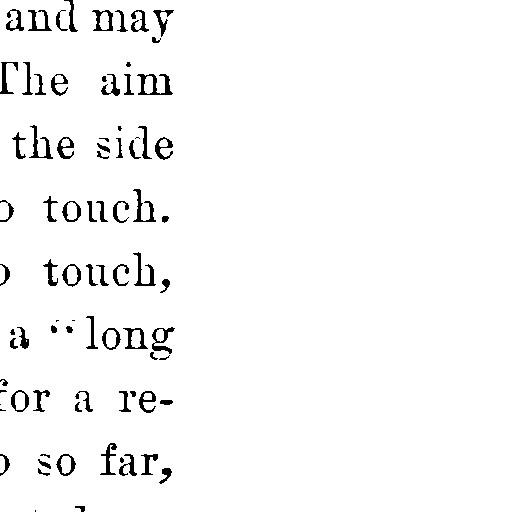 and may
The aim
the side
o touch.
o touch,
a "long
for a re-
o so far,